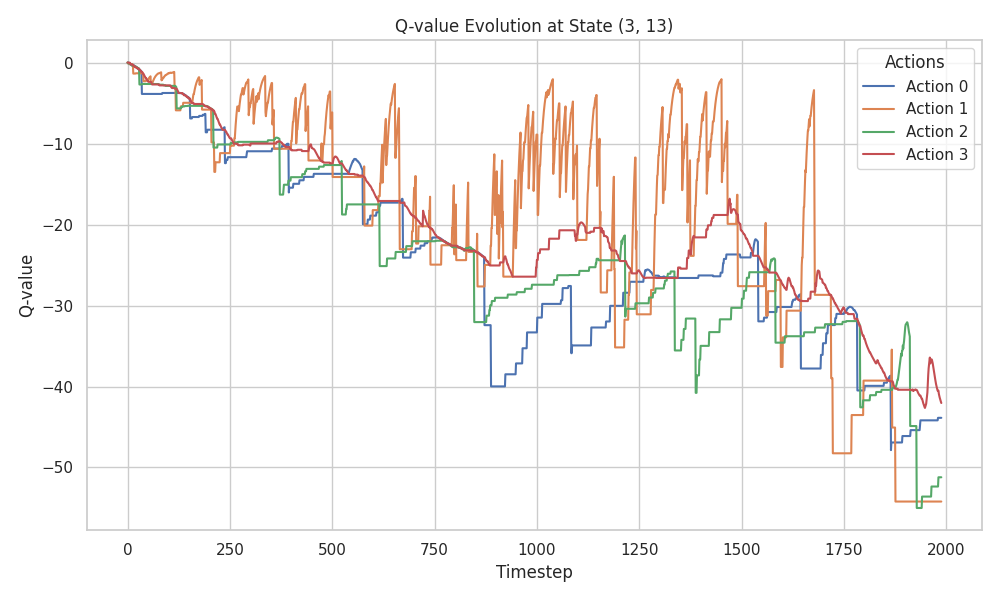 Q-value Evolution at State (3, 13)
Actions
Action 0
Action 1
Action 2
Action 3
Q-value
0
−10
−20
−30
−40
−50
0 250 500 750 1000 1250 1500 1750 2000
Timestep